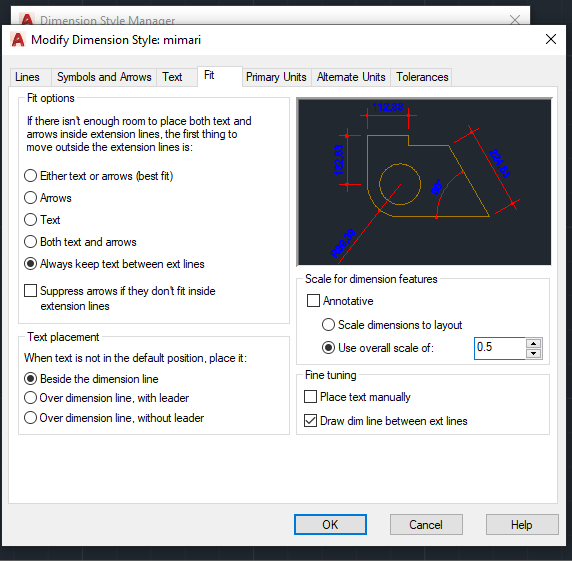 Dimension Style Manager
Modify Dimension Style: mimari
Lines Symbols and Arrows Text Fit Primary Units Alternate Units Tolerances
Fit options
If there isn't enough room to place both text and
arrows inside extension lines, the first thing to
move outside the extension lines is:
Either text or arrows (best fit)
Arrows
Text
Both text and arrows
Always keep text between ext lines
Suppress arrows if they don't fit inside
extension lines
Text placement
When text is not in the default position, place it:
Beside the dimension line
Over dimension line, with leader
Over dimension line, without leader
Scale for dimension features
Annotative
Scale dimensions to layout
Use overall scale of: 0.5
Fine tuning
Place text manually
Draw dim line between ext lines
OK Cancel Help